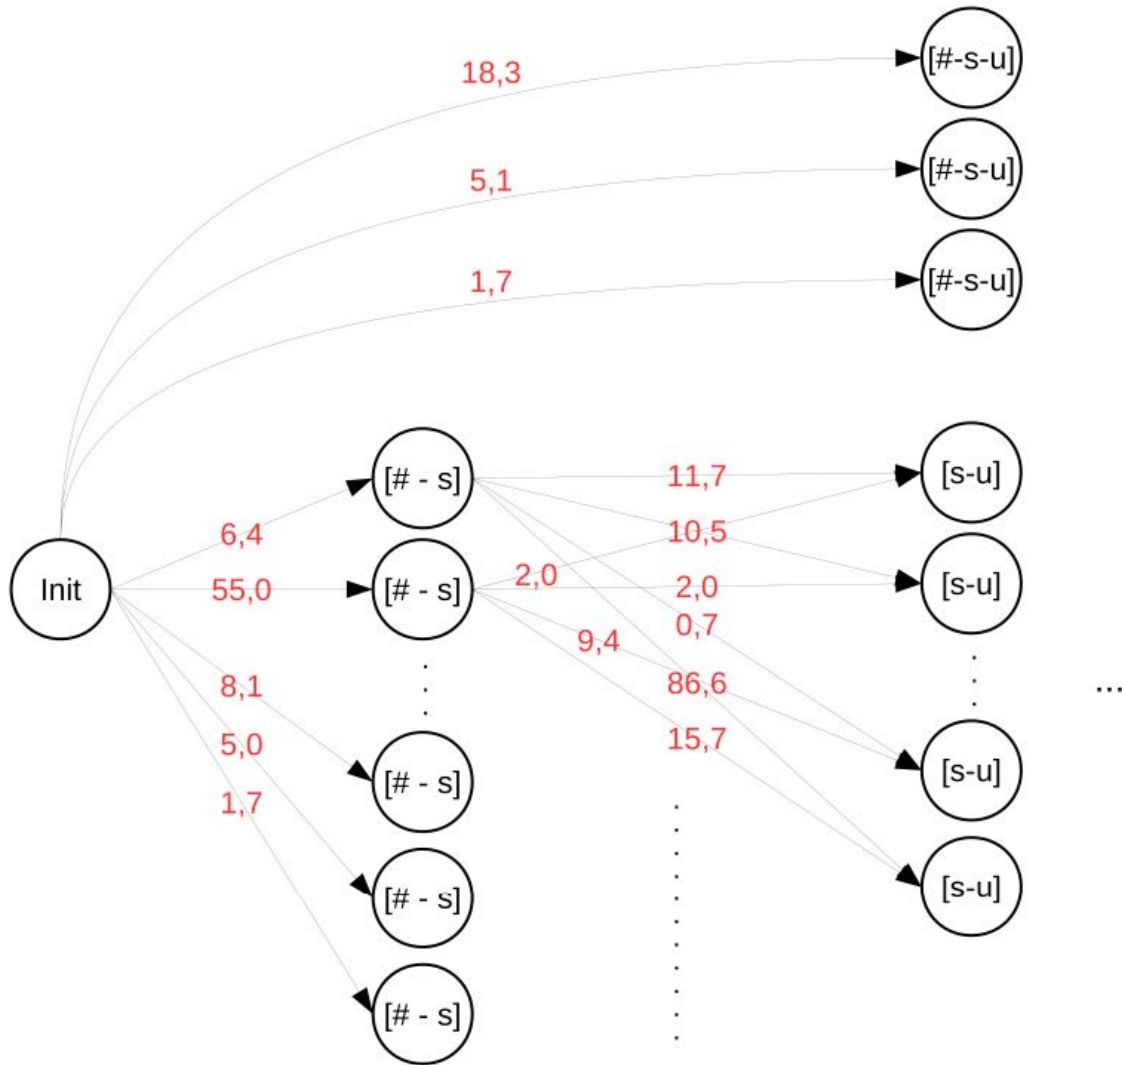 [#-s-u]
18,3
[#-s-u]
5,1
[#-s-u]
1,7
[# - s]
11,7
[s-u]
6,4
10,5
Init
55,0
[# - s]
2,0
2,0
[s-u]
0,7
9,4
8,1
86,6
...
5,0
15,7
[# - s]
[s-u]
1,7
[# - s]
[s-u]
[# - s]